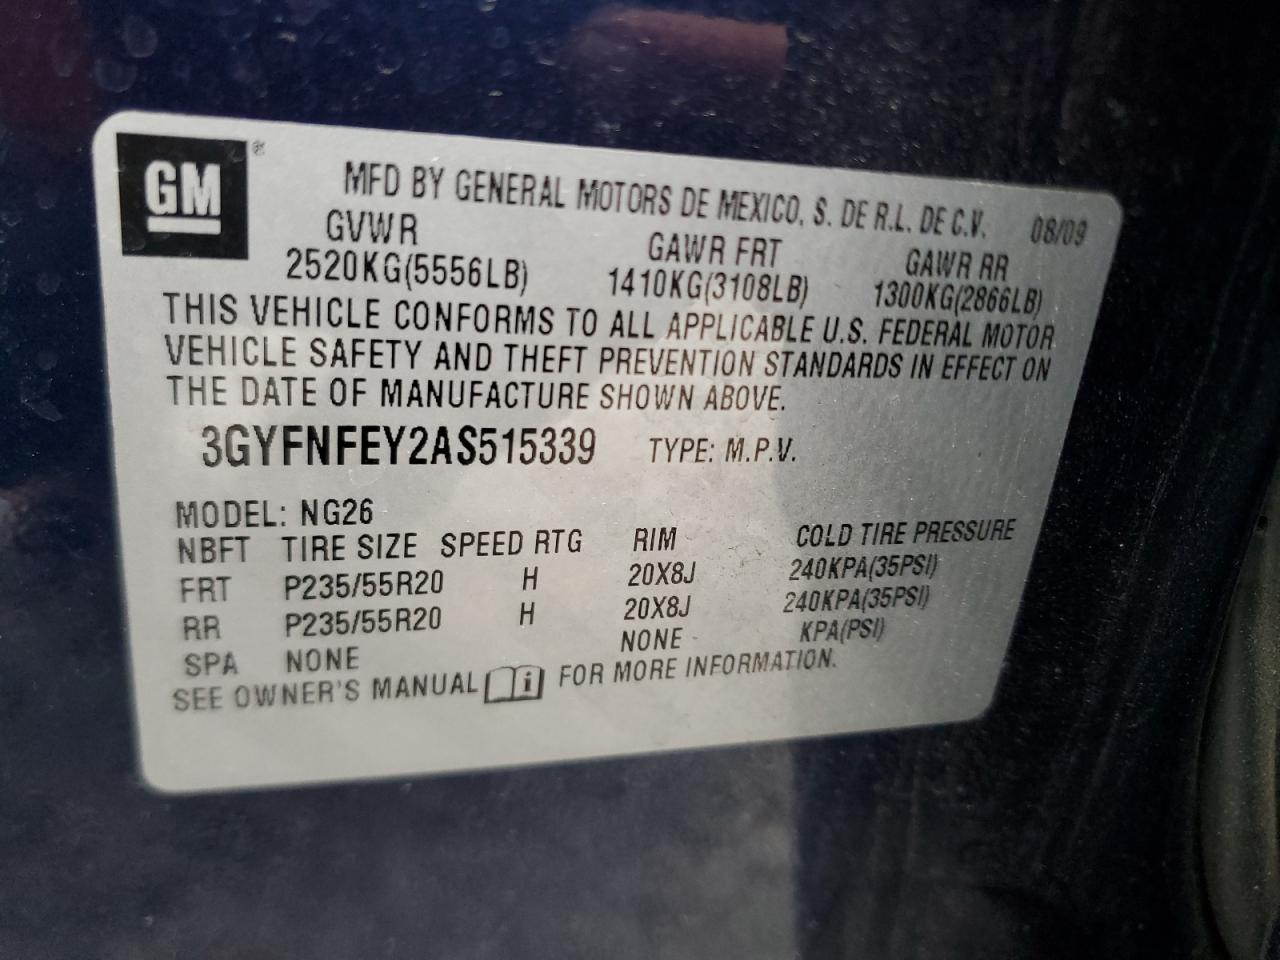 GM ®
MFD BY GENERAL MOTORS DE MEXICO, S. DE R.L. DE C.V. 08/09
GVWR GAWR FRT GAWR RR
2520KG(5556LB) 1410KG(3108LB) 1300KG(2866LB)
THIS VEHICLE CONFORMS TO ALL APPLICABLE U.S. FEDERAL MOTOR
VEHICLE SAFETY AND THEFT PREVENTION STANDARDS IN EFFECT ON
THE DATE OF MANUFACTURE SHOWN ABOVE.
3GYFNFEY2AS515339 TYPE: M.P.V.
MODEL: NG26
NBFT TIRE SIZE SPEED RTG RIM COLD TIRE PRESSURE
FRT P235/55R20 H 20X8J 240KPA(35PSI)
RR P235/55R20 H 20X8J 240KPA(35PSI)
SPA NONE NONE KPA(PSI)
SEE OWNER'S MANUAL i FOR MORE INFORMATION.